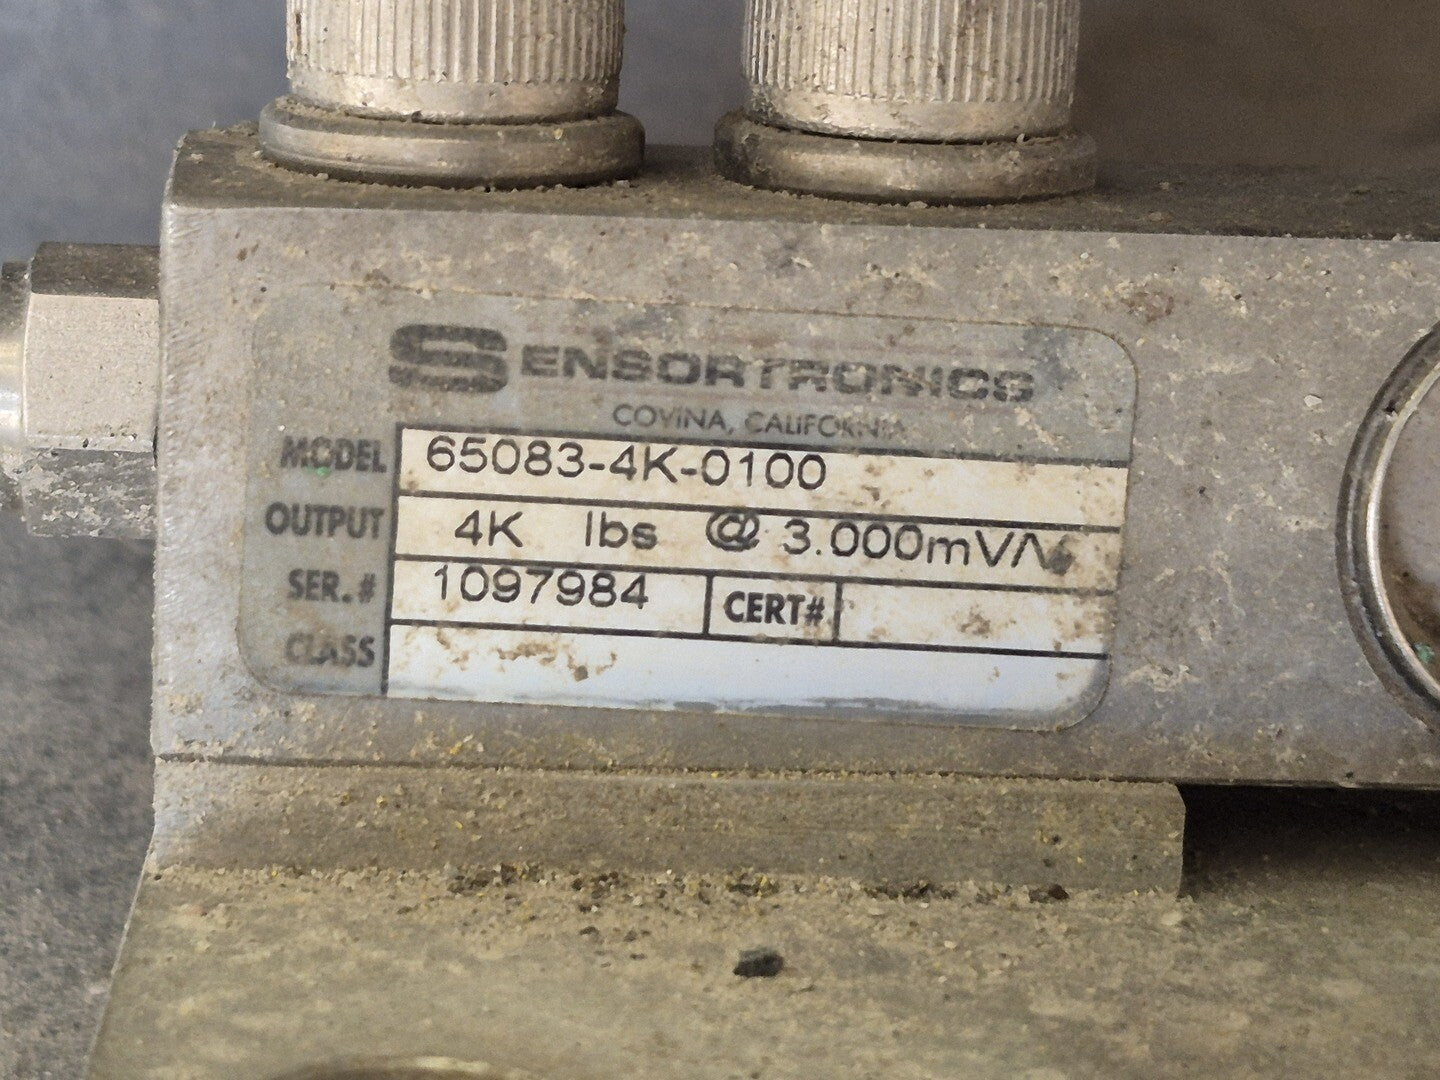 SENSORTRONICS
COVINA, CALIFORNIA
MODEL 65083-4K-0100
OUTPUT 4K lbs @ 3.000mV/V
SER.# 1097984 CERT#
CLASS